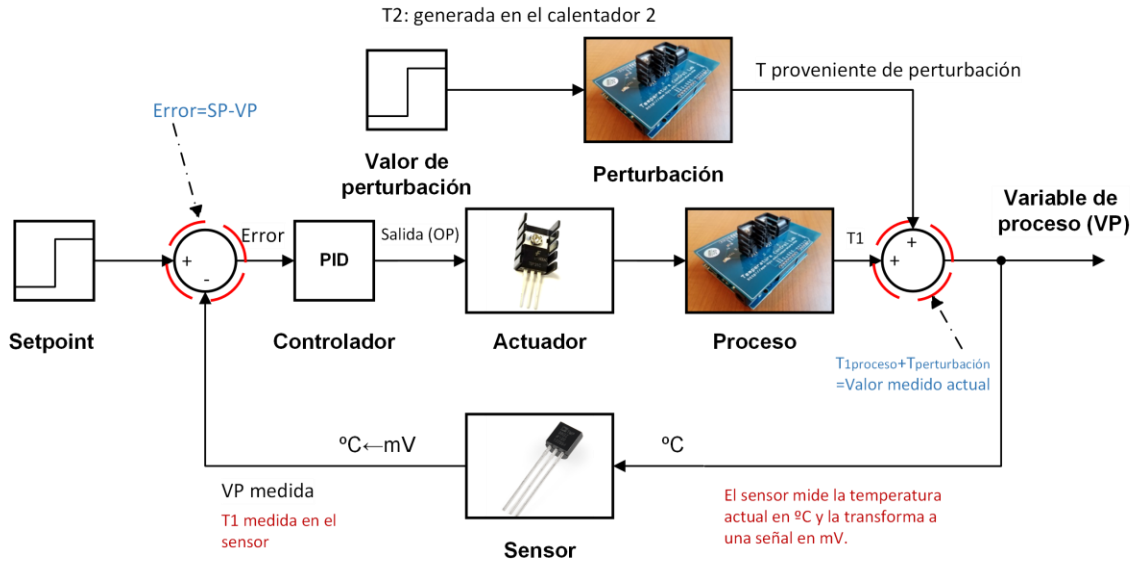 T2: generada en el calentador 2
T proveniente de perturbación
Error=SP-VP
Valor de
perturbación
Perturbación
Variable de
proceso (VP)
Error
Salida (OP)
T1
+
-
PID
+
+
Setpoint
Controlador
Actuador
Proceso
T1proceso+Tperturbación
=Valor medido actual
ºC←mV
ºC
VP medida
T1 medida en el
sensor
El sensor mide la temperatura
actual en ºC y la transforma a
una señal en mV.
Sensor